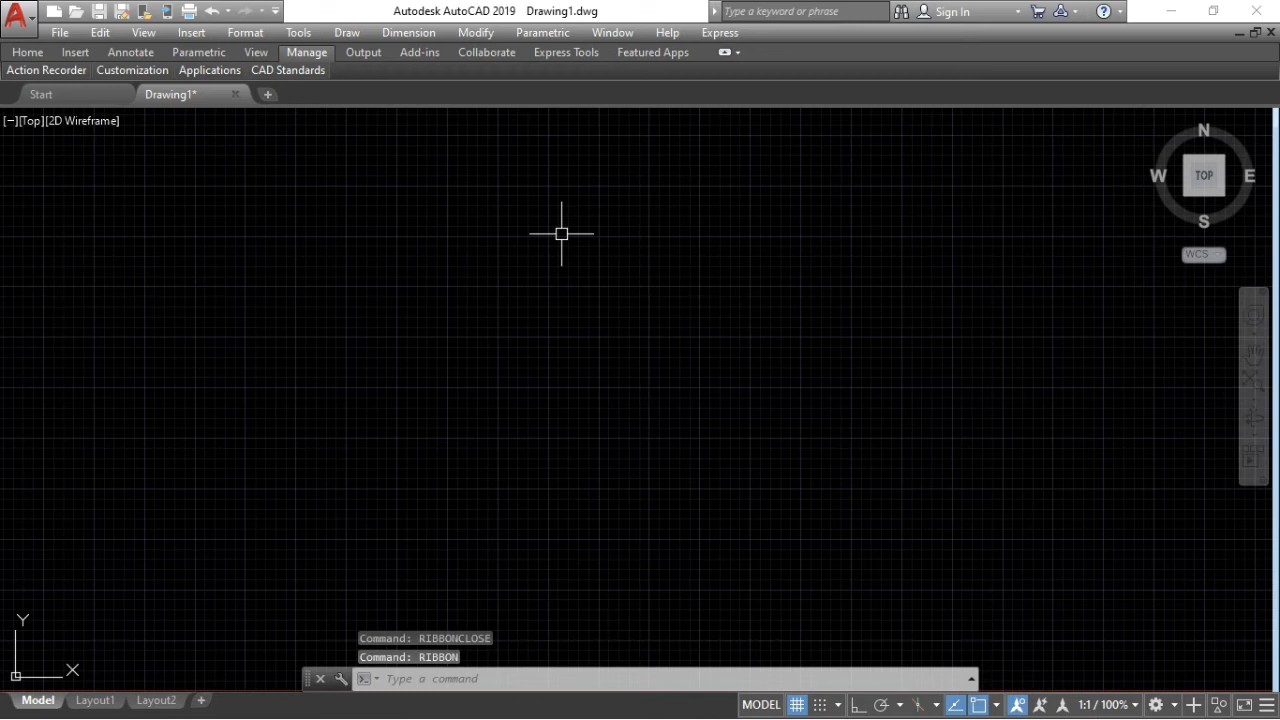 Autodesk AutoCAD 2019 Drawing1.dwg
Type a keyword or phrase
Sign In
File Edit View Insert Format Tools Draw Dimension Modify Parametric Window Help Express
Home Insert Annotate Parametric View Manage Output Add-ins Collaborate Express Tools Featured Apps
Action Recorder Customization Applications CAD Standards
Start Drawing1*
[−][Top][2D Wireframe]
N
W TOP E
S
WCS
Y
X
Command: RIBBONCLOSE
Command: RIBBON
Type a command
Model Layout1 Layout2
MODEL 1:1 / 100%